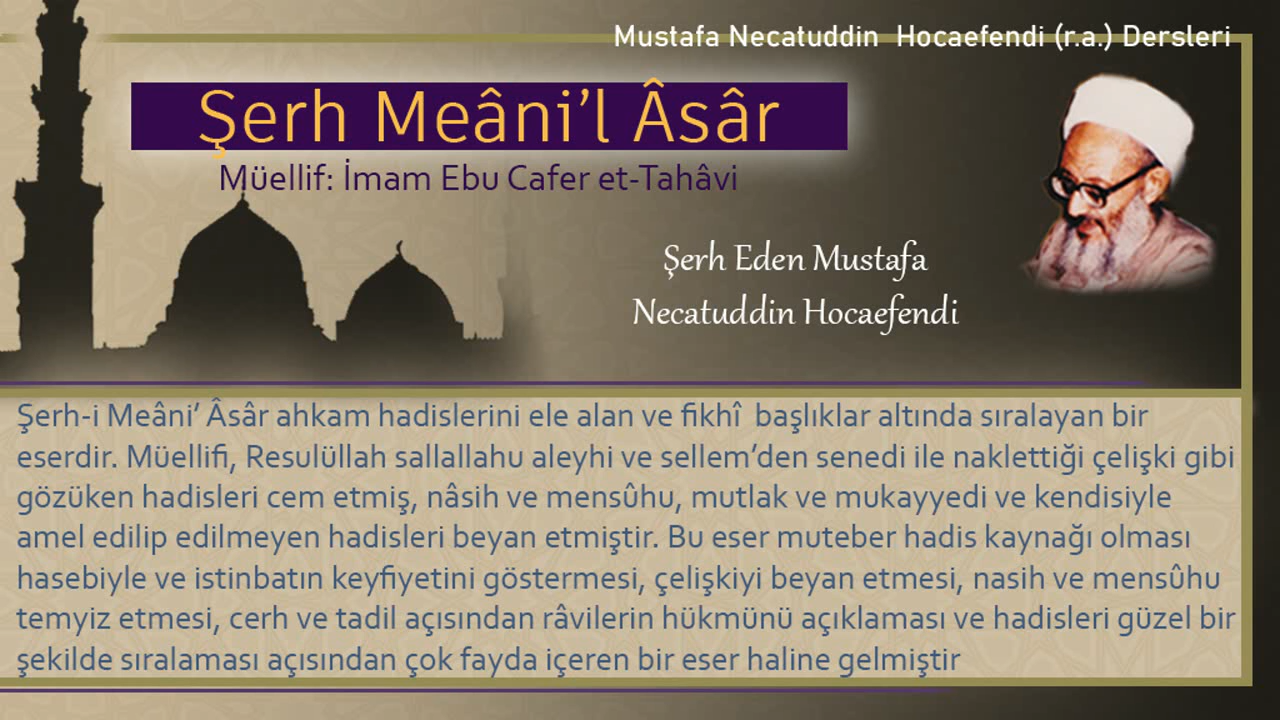 Mustafa Necatuddin Hocaefendi (r.a.) Dersleri
Şerh Meâni’l Âsâr
Müellif: İmam Ebu Cafer et-Tahâvi
Şerh Eden Mustafa
Necatuddin Hocaefendi
Şerh-i Meâni’ Âsâr ahkam hadislerini ele alan ve fikhî başlıklar altında sıralayan bir
eserdir. Müellifi, Resulüllah sallallahu aleyhi ve sellem’den senedi ile naklettiği çelişki gibi
gözüken hadisleri cem etmiş, nâsih ve mensûhu, mutlak ve mukayyedi ve kendisiyle
amel edilip edilmeyen hadisleri beyan etmiştir. Bu eser muteber hadis kaynağı olması
hasebiyle ve istinbatın keyfiyetini göstermesi, çelişkiyi beyan etmesi, nasih ve mensûhu
temyiz etmesi, cerh ve tadil açısından râvilerin hükmünü açıklaması ve hadisleri güzel bir
şekilde sıralaması açısından çok fayda içeren bir eser haline gelmiştir